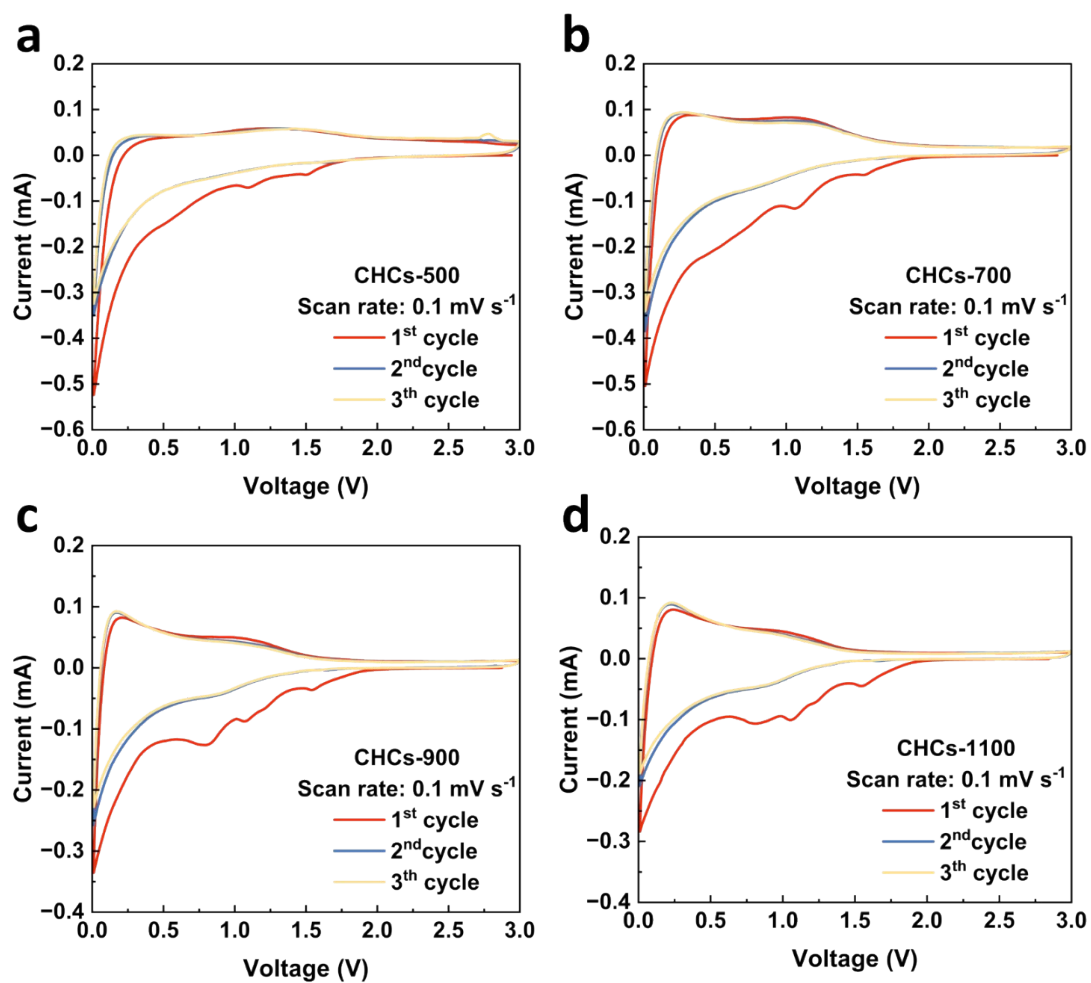 a
0.2
0.1
0.0
−0.1
−0.2
−0.3
−0.4
−0.5
−0.6
Current (mA)
CHCs-500
Scan rate: 0.1 mV s⁻¹
1ˢᵗ cycle
2ⁿᵈcycle
3ᵗʰ cycle
0.0 0.5 1.0 1.5 2.0 2.5 3.0
Voltage (V)
b
0.2
0.1
0.0
−0.1
−0.2
−0.3
−0.4
−0.5
−0.6
Current (mA)
CHCs-700
Scan rate: 0.1 mV s⁻¹
1ˢᵗ cycle
2ⁿᵈcycle
3ᵗʰ cycle
0.0 0.5 1.0 1.5 2.0 2.5 3.0
Voltage (V)
c
0.2
0.1
0.0
−0.1
−0.2
−0.3
−0.4
Current (mA)
CHCs-900
Scan rate: 0.1 mV s⁻¹
1ˢᵗ cycle
2ⁿᵈcycle
3ᵗʰ cycle
0.0 0.5 1.0 1.5 2.0 2.5 3.0
Voltage (V)
d
0.2
0.1
0.0
−0.1
−0.2
−0.3
−0.4
Current (mA)
CHCs-1100
Scan rate: 0.1 mV s⁻¹
1ˢᵗ cycle
2ⁿᵈcycle
3ᵗʰ cycle
0.0 0.5 1.0 1.5 2.0 2.5 3.0
Voltage (V)